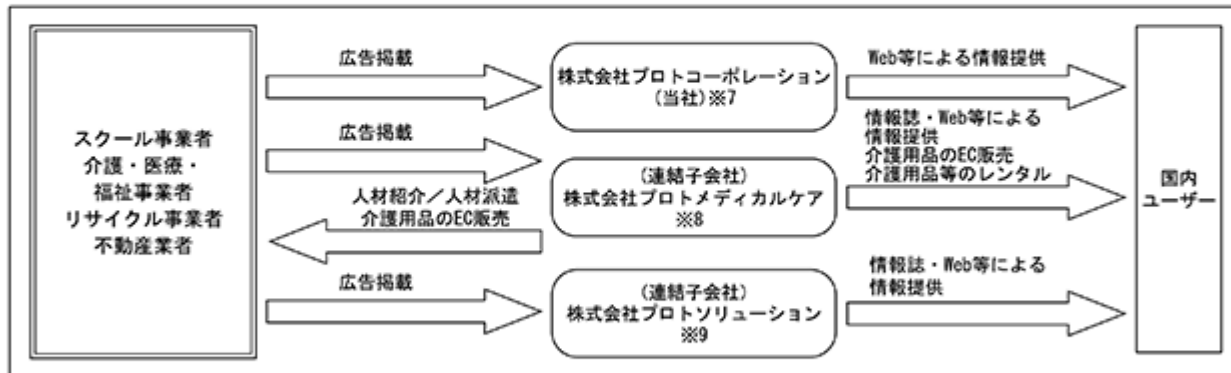 スクール事業者
介護・医療・
福祉事業者
リサイクル事業者
不動産業者
広告掲載
広告掲載
人材紹介／人材派遣
介護用品のEC販売
広告掲載
株式会社プロトコーポレーション
(当社)※7
(連結子会社)
株式会社プロトメディカルケア
※8
(連結子会社)
株式会社プロトソリューション
※9
Web等による情報提供
情報誌・Web等による
情報提供
介護用品のEC販売
介護用品等のレンタル
情報誌・Web等による
情報提供
国内
ユーザー